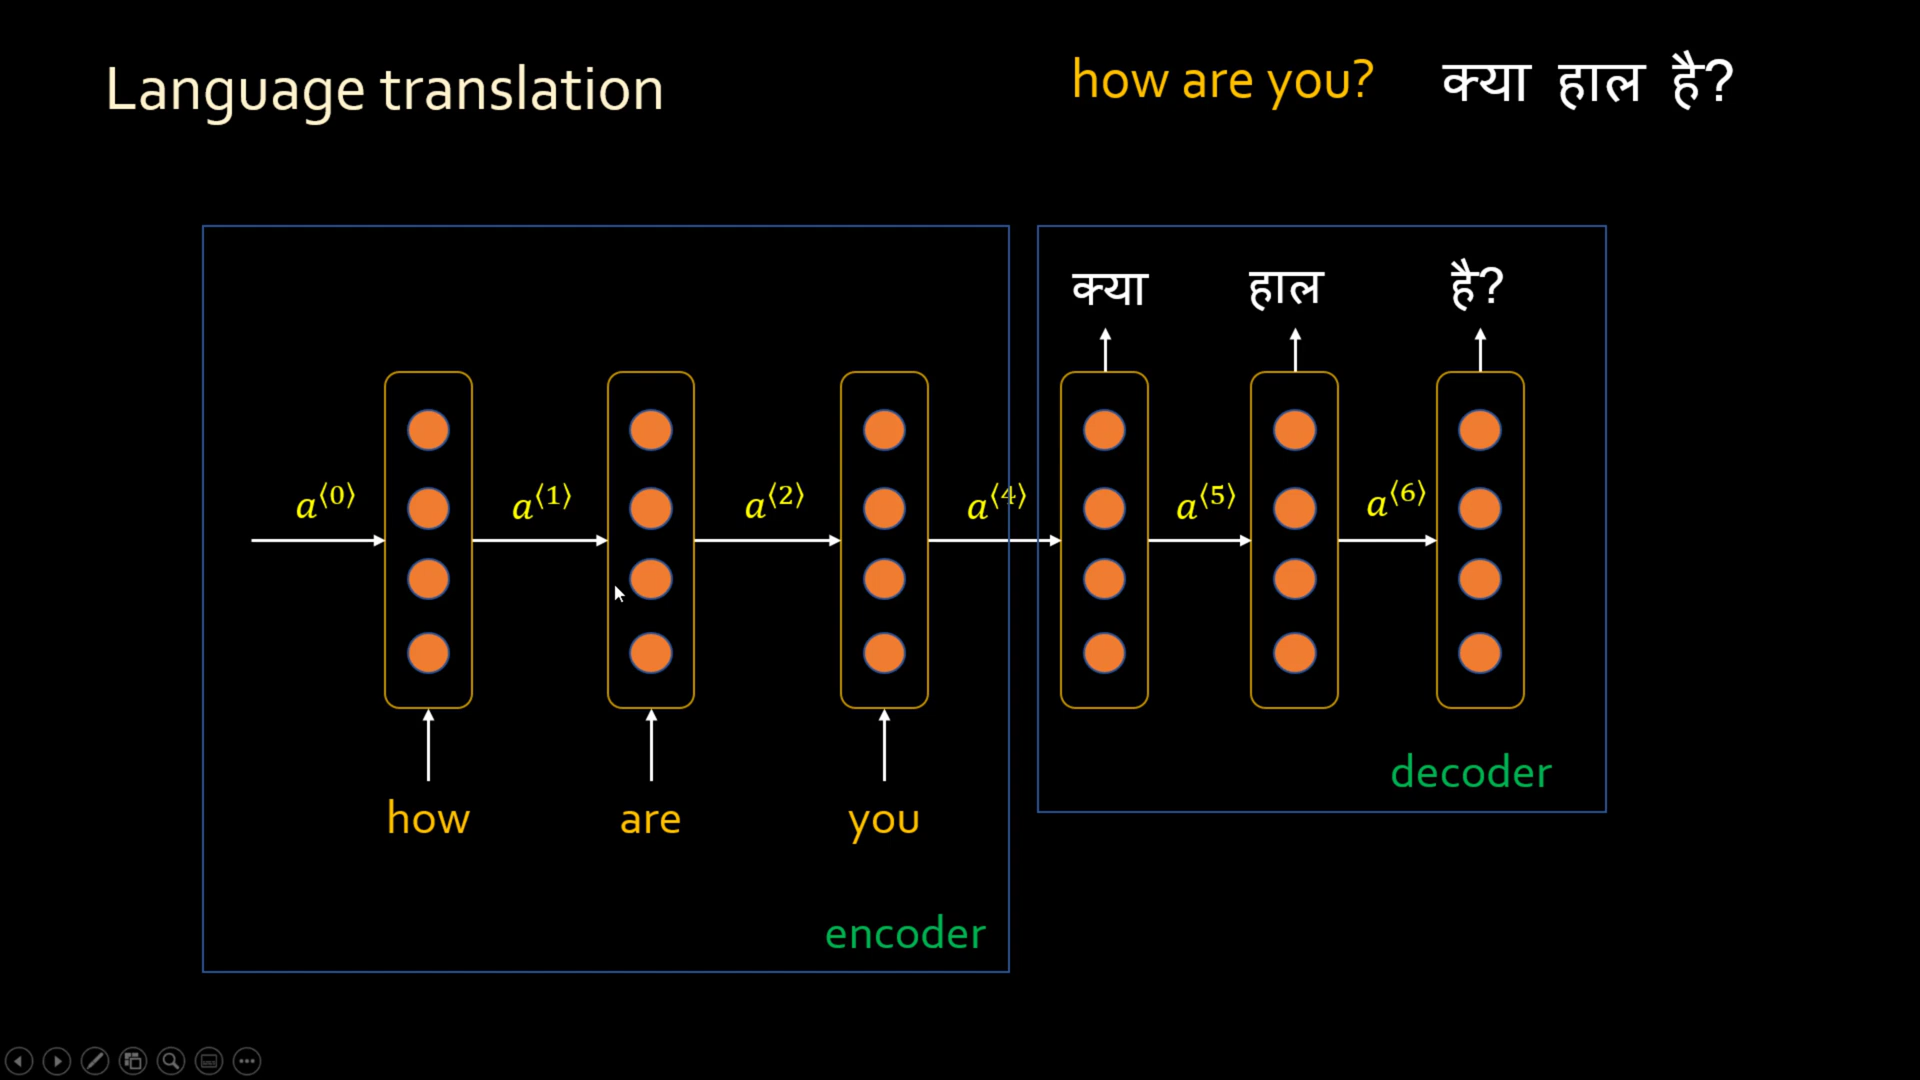 Language translation
how are you? क्या हाल है?
क्या हाल है?
a⟨0⟩ a⟨1⟩ a⟨2⟩ a⟨4⟩ a⟨5⟩ a⟨6⟩
decoder
how are you
encoder